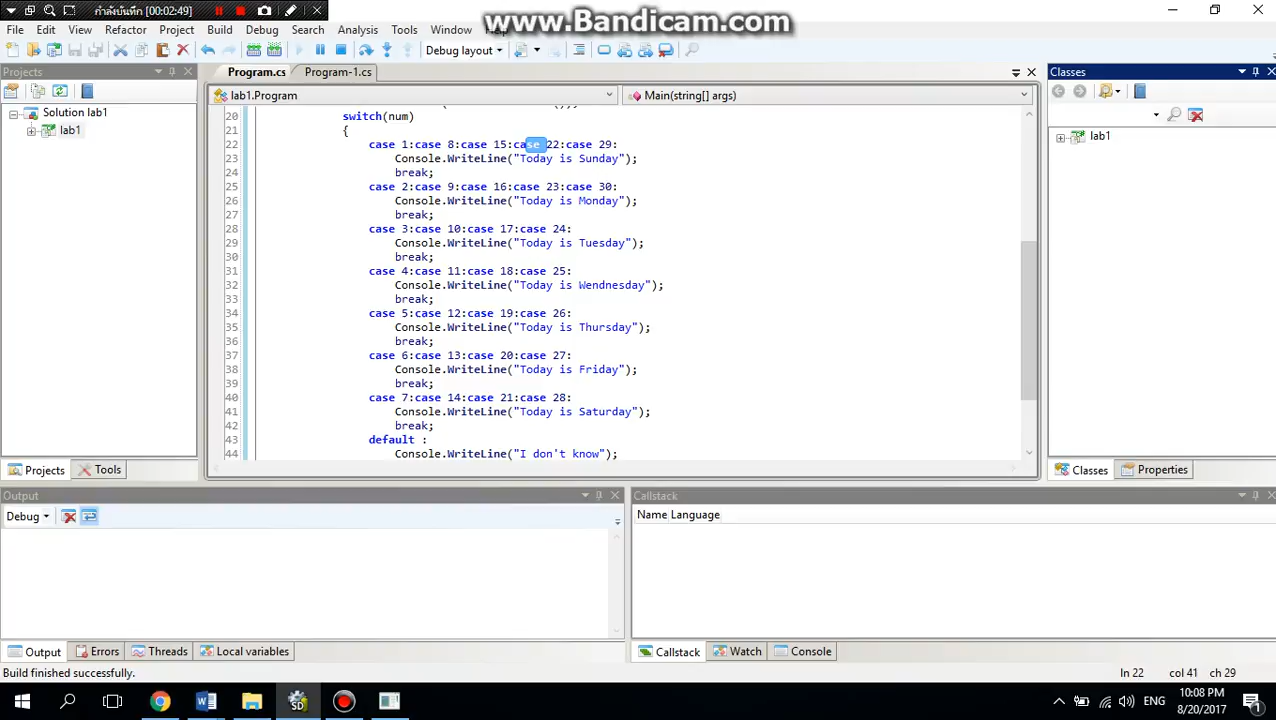 กำลังบันทึก [00:02:49]
www.Bandicam.com
File Edit View Refactor Project Build Debug Search Analysis Tools Window
Debug layout
Projects
Program.cs Program-1.cs
Classes
lab1.Program
Main(string[] args)
Solution lab1
lab1
lab1
20 switch(num)
21 {
22 case 1:case 8:case 15:case 22:case 29:
23 Console.WriteLine("Today is Sunday");
24 break;
25 case 2:case 9:case 16:case 23:case 30:
26 Console.WriteLine("Today is Monday");
27 break;
28 case 3:case 10:case 17:case 24:
29 Console.WriteLine("Today is Tuesday");
30 break;
31 case 4:case 11:case 18:case 25:
32 Console.WriteLine("Today is Wendnesday");
33 break;
34 case 5:case 12:case 19:case 26:
35 Console.WriteLine("Today is Thursday");
36 break;
37 case 6:case 13:case 20:case 27:
38 Console.WriteLine("Today is Friday");
39 break;
40 case 7:case 14:case 21:case 28:
41 Console.WriteLine("Today is Saturday");
42 break;
43 default :
44 Console.WriteLine("I don't know");
Projects Tools
Classes Properties
Output
Callstack
Debug
Name Language
Output Errors Threads Local variables
Callstack Watch Console
Build finished successfully.
ln 22 col 41 ch 29
ENG
10:08 PM
8/20/2017
1